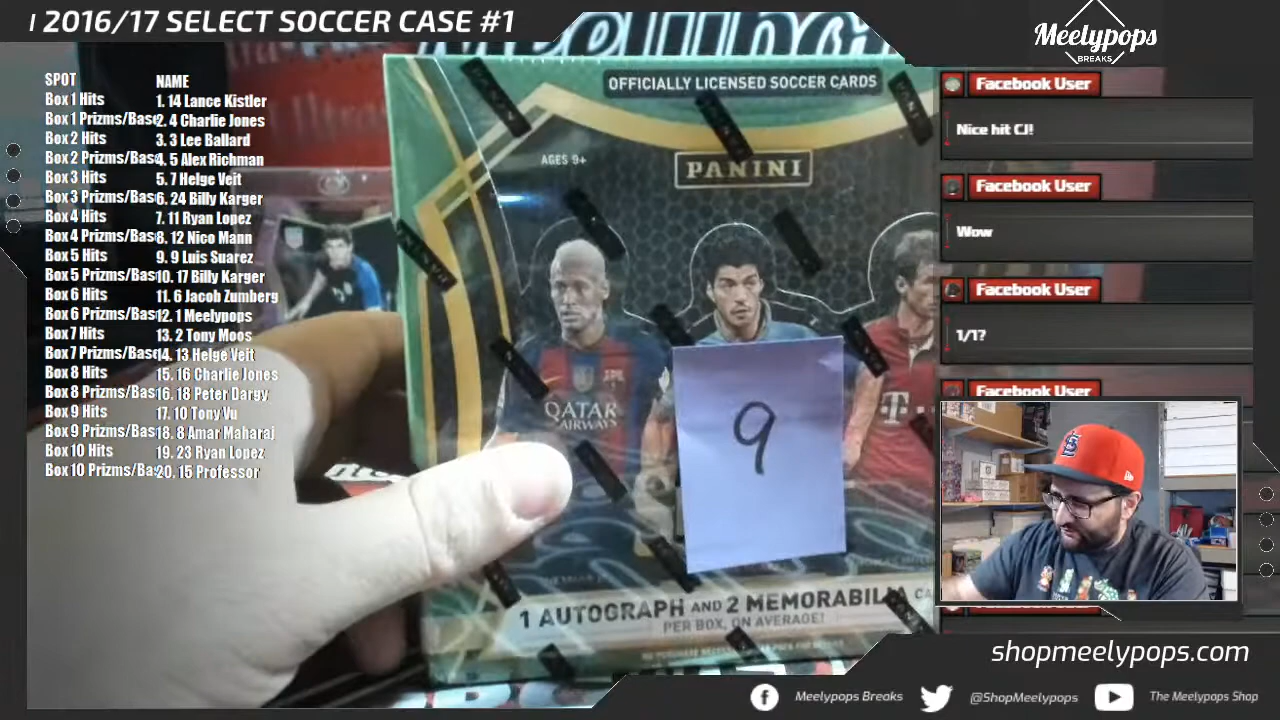 2016/17 SELECT SOCCER CASE #1
Meelypops
BREAKS
SPOT NAME
Box 1 Hits 1. 14 Lance Kistler
Box 1 Prizms/Base 2. 4 Charlie Jones
Box 2 Hits 3. 3 Lee Ballard
Box 2 Prizms/Bas 4. 5 Alex Richman
Box 3 Hits 5. 7 Helge Veit
Box 3 Prizms/Bas 6. 24 Billy Karger
Box 4 Hits 7. 11 Ryan Lopez
Box 4 Prizms/Bas 8. 12 Nico Mann
Box 5 Hits 9. 9 Luis Suarez
Box 5 Prizms/Bas 10. 17 Billy Karger
Box 6 Hits 11. 6 Jacob Zumberg
Box 6 Prizms/Bas 12. 1 Meelypops
Box 7 Hits 13. 2 Tony Moos
Box 7 Prizms/Base 14. 13 Helge Veit
Box 8 Hits 15. 16 Charlie Jones
Box 8 Prizms/Bas 16. 18 Peter Dargy
Box 9 Hits 17. 10 Tony Vu
Box 9 Prizms/Bas 18. 8 Amar Maharaj
Box 10 Hits 19. 23 Ryan Lopez
Box 10 Prizms/Ba 20. 15 Professor
OFFICIALLY LICENSED SOCCER CARDS
AGES 9+
PANINI
QATAR
AIRWAYS
T
9
1 AUTOGRAPH AND 2 MEMORABILIA CA
PER BOX, ON AVERAGE!
Facebook User
Nice hit CJ!
Facebook User
Wow
Facebook User
1/1?
Facebook User
shopmeelypops.com
Meelypops Breaks @ShopMeelypops The Meelypops Shop